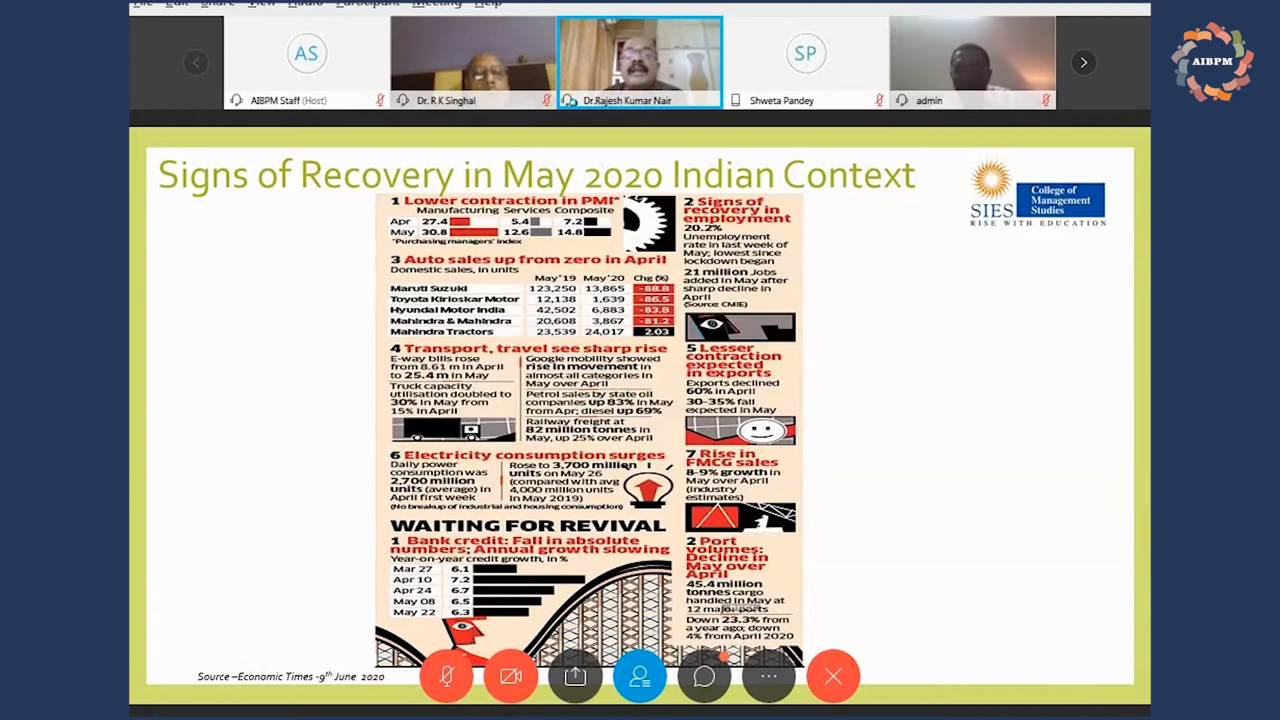 File Edit Share View Audio Participant Meeting Help
AS
AIBPM Staff (Host)
Dr. R K Singhal
Dr.Rajesh Kumar Nair
SP
Shweta Pandey
admin
AIBPM
Signs of Recovery in May 2020 Indian Context
SIES
College of
Management
Studies
RISE WITH EDUCATION
1 Lower contraction in PMI*
Manufacturing Services Composite
Apr 27.4 5.4 7.2
May 30.8 12.6 14.8
*Purchasing managers' index
2 Signs of
recovery in
employment
20.2%
Unemployment
rate in last week of
May; lowest since
lockdown began
21 million Jobs
added in May after
sharp decline in
April
(Source: CMIE)
3 Auto sales up from zero in April
Domestic sales, in units
May'19 May'20 Chg (%)
Maruti Suzuki 123,250 13,865 -88.8
Toyota Kirloskar Motor 12,138 1,639 -86.5
Hyundai Motor India 42,502 6,883 -83.8
Mahindra & Mahindra 20,608 3,867 -81.2
Mahindra Tractors 23,539 24,017 2.03
4 Transport, travel see sharp rise
E-way bills rose
from 8.61 m in April
to 25.4 m in May
Truck capacity
utilisation doubled to
30% in May from
15% in April
Google mobility showed
rise in movement in
almost all categories in
May over April
Petrol sales by state oil
companies up 83% in May
from Apr; diesel up 69%
Railway freight at
82 million tonnes in
May, up 25% over April
5 Lesser
contraction
expected
in exports
Exports declined
60% in April
30-35% fall
expected in May
6 Electricity consumption surges
Daily power
consumption was
2,700 million
units (average) in
April first week
Rose to 3,700 million
units on May 26
(compared with avg
4,000 million units
in May 2019)
(No breakup of industrial and housing consumption)
7 Rise in
FMCG sales
8-9% growth in
May over April
(industry
estimates)
WAITING FOR REVIVAL
1 Bank credit: Fall in absolute
numbers; Annual growth slowing
Year-on-year credit growth, in %
Mar 27 6.1
Apr 10 7.2
Apr 24 6.7
May 08 6.5
May 22 6.3
2 Port
volumes:
Decline in
May over
April
45.4 million
tonnes cargo
handled in May at
12 major ports
Down 23.3% from
a year ago; down
4% from April 2020
Source –Economic Times -9th June 2020